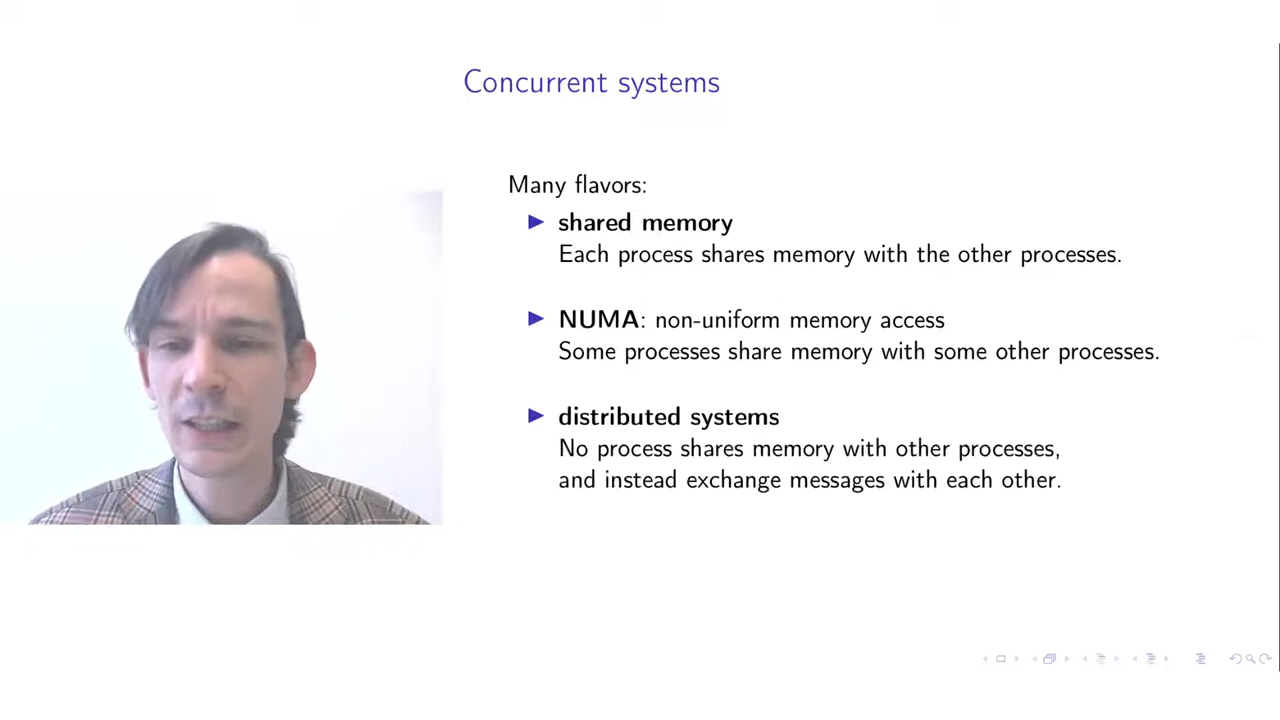 Concurrent systems
Many flavors:
▶ shared memory
Each process shares memory with the other processes.
▶ NUMA: non-uniform memory access
Some processes share memory with some other processes.
▶ distributed systems
No process shares memory with other processes,
and instead exchange messages with each other.